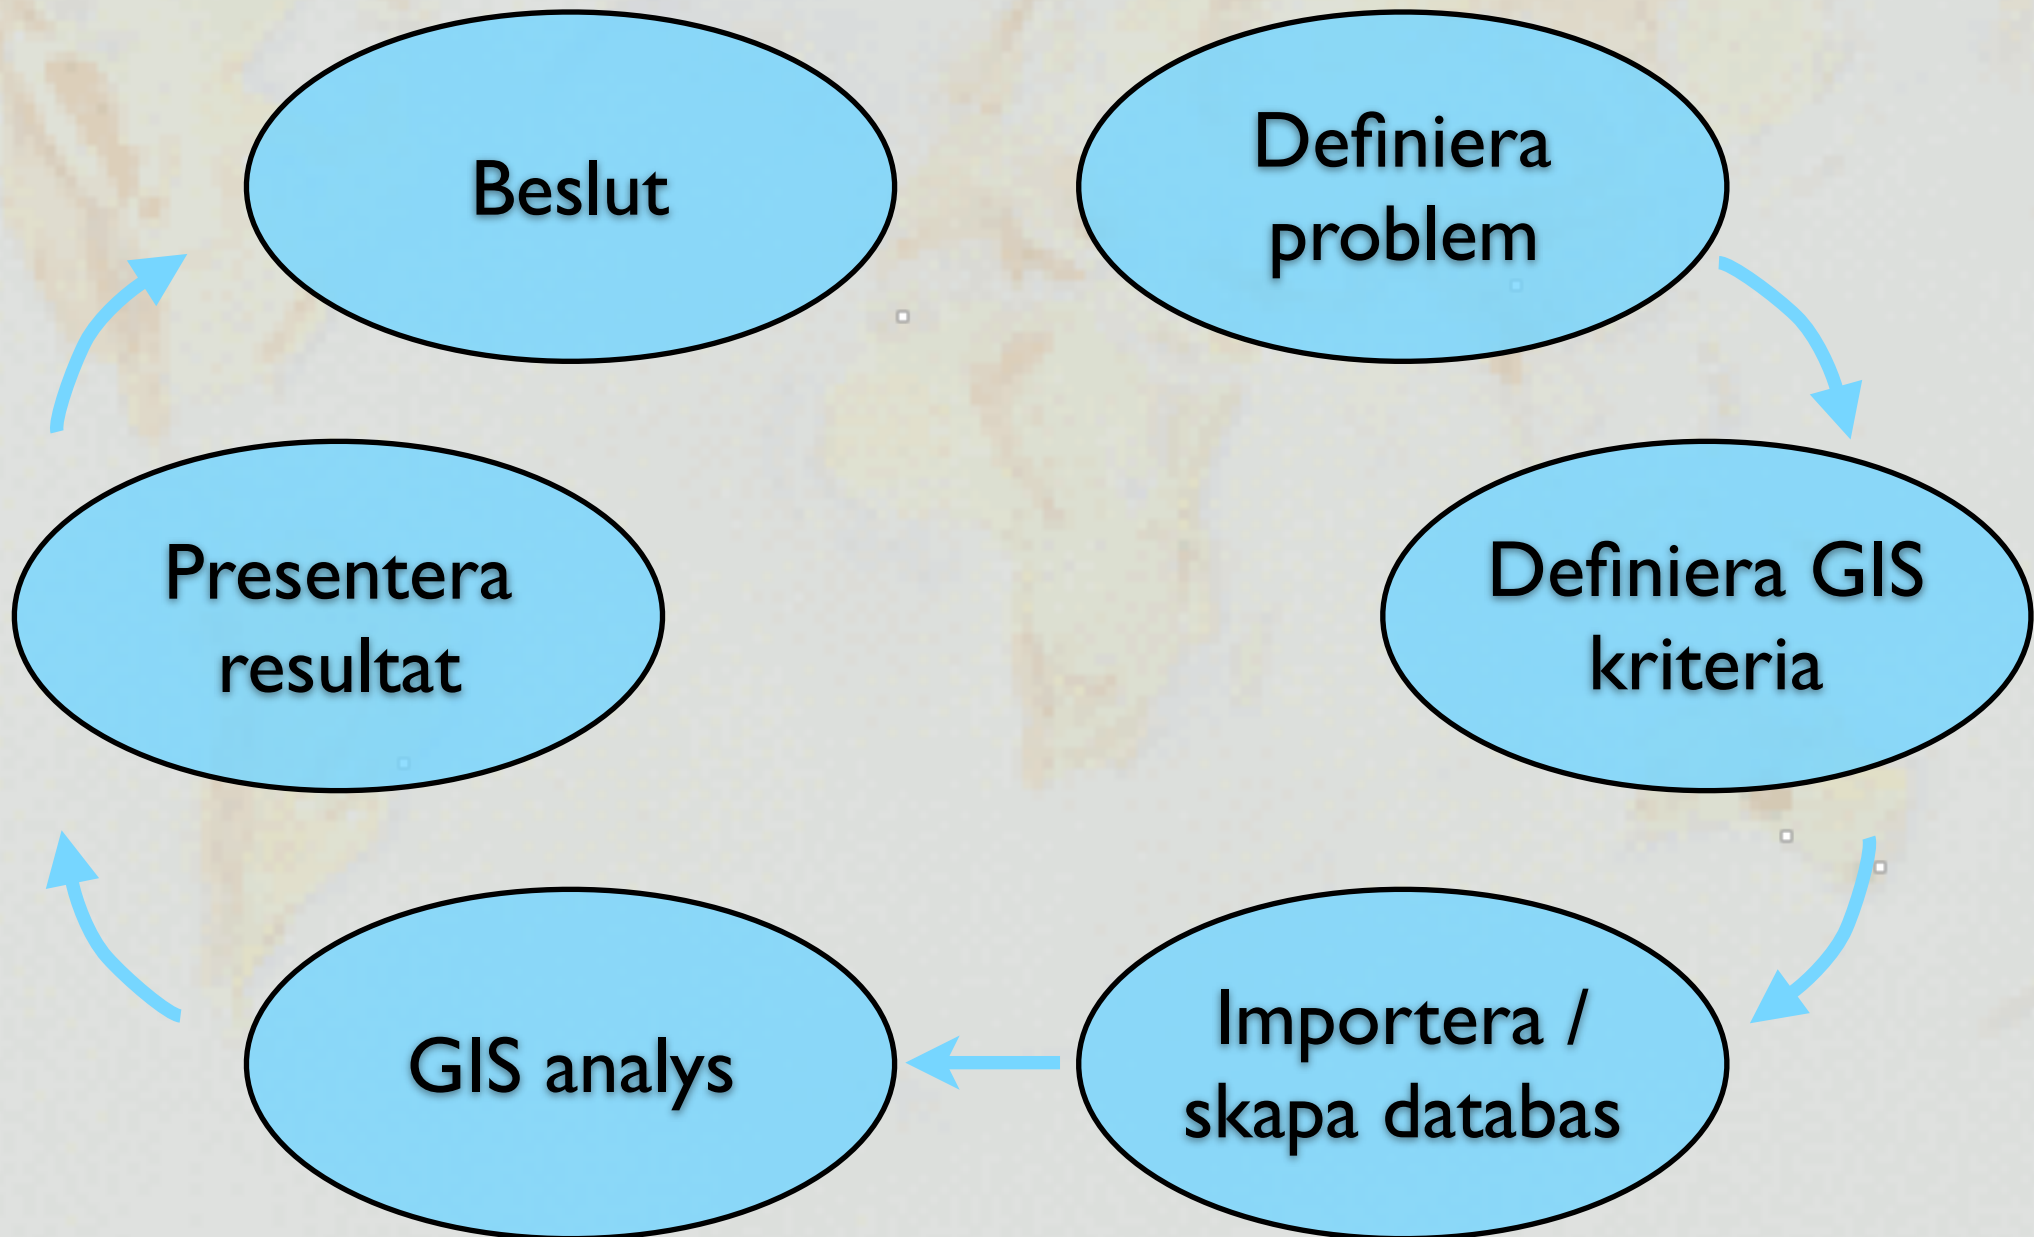 Beslut
Definiera
problem
Presentera
resultat
Definiera GIS
kriteria
GIS analys
Importera /
skapa databas